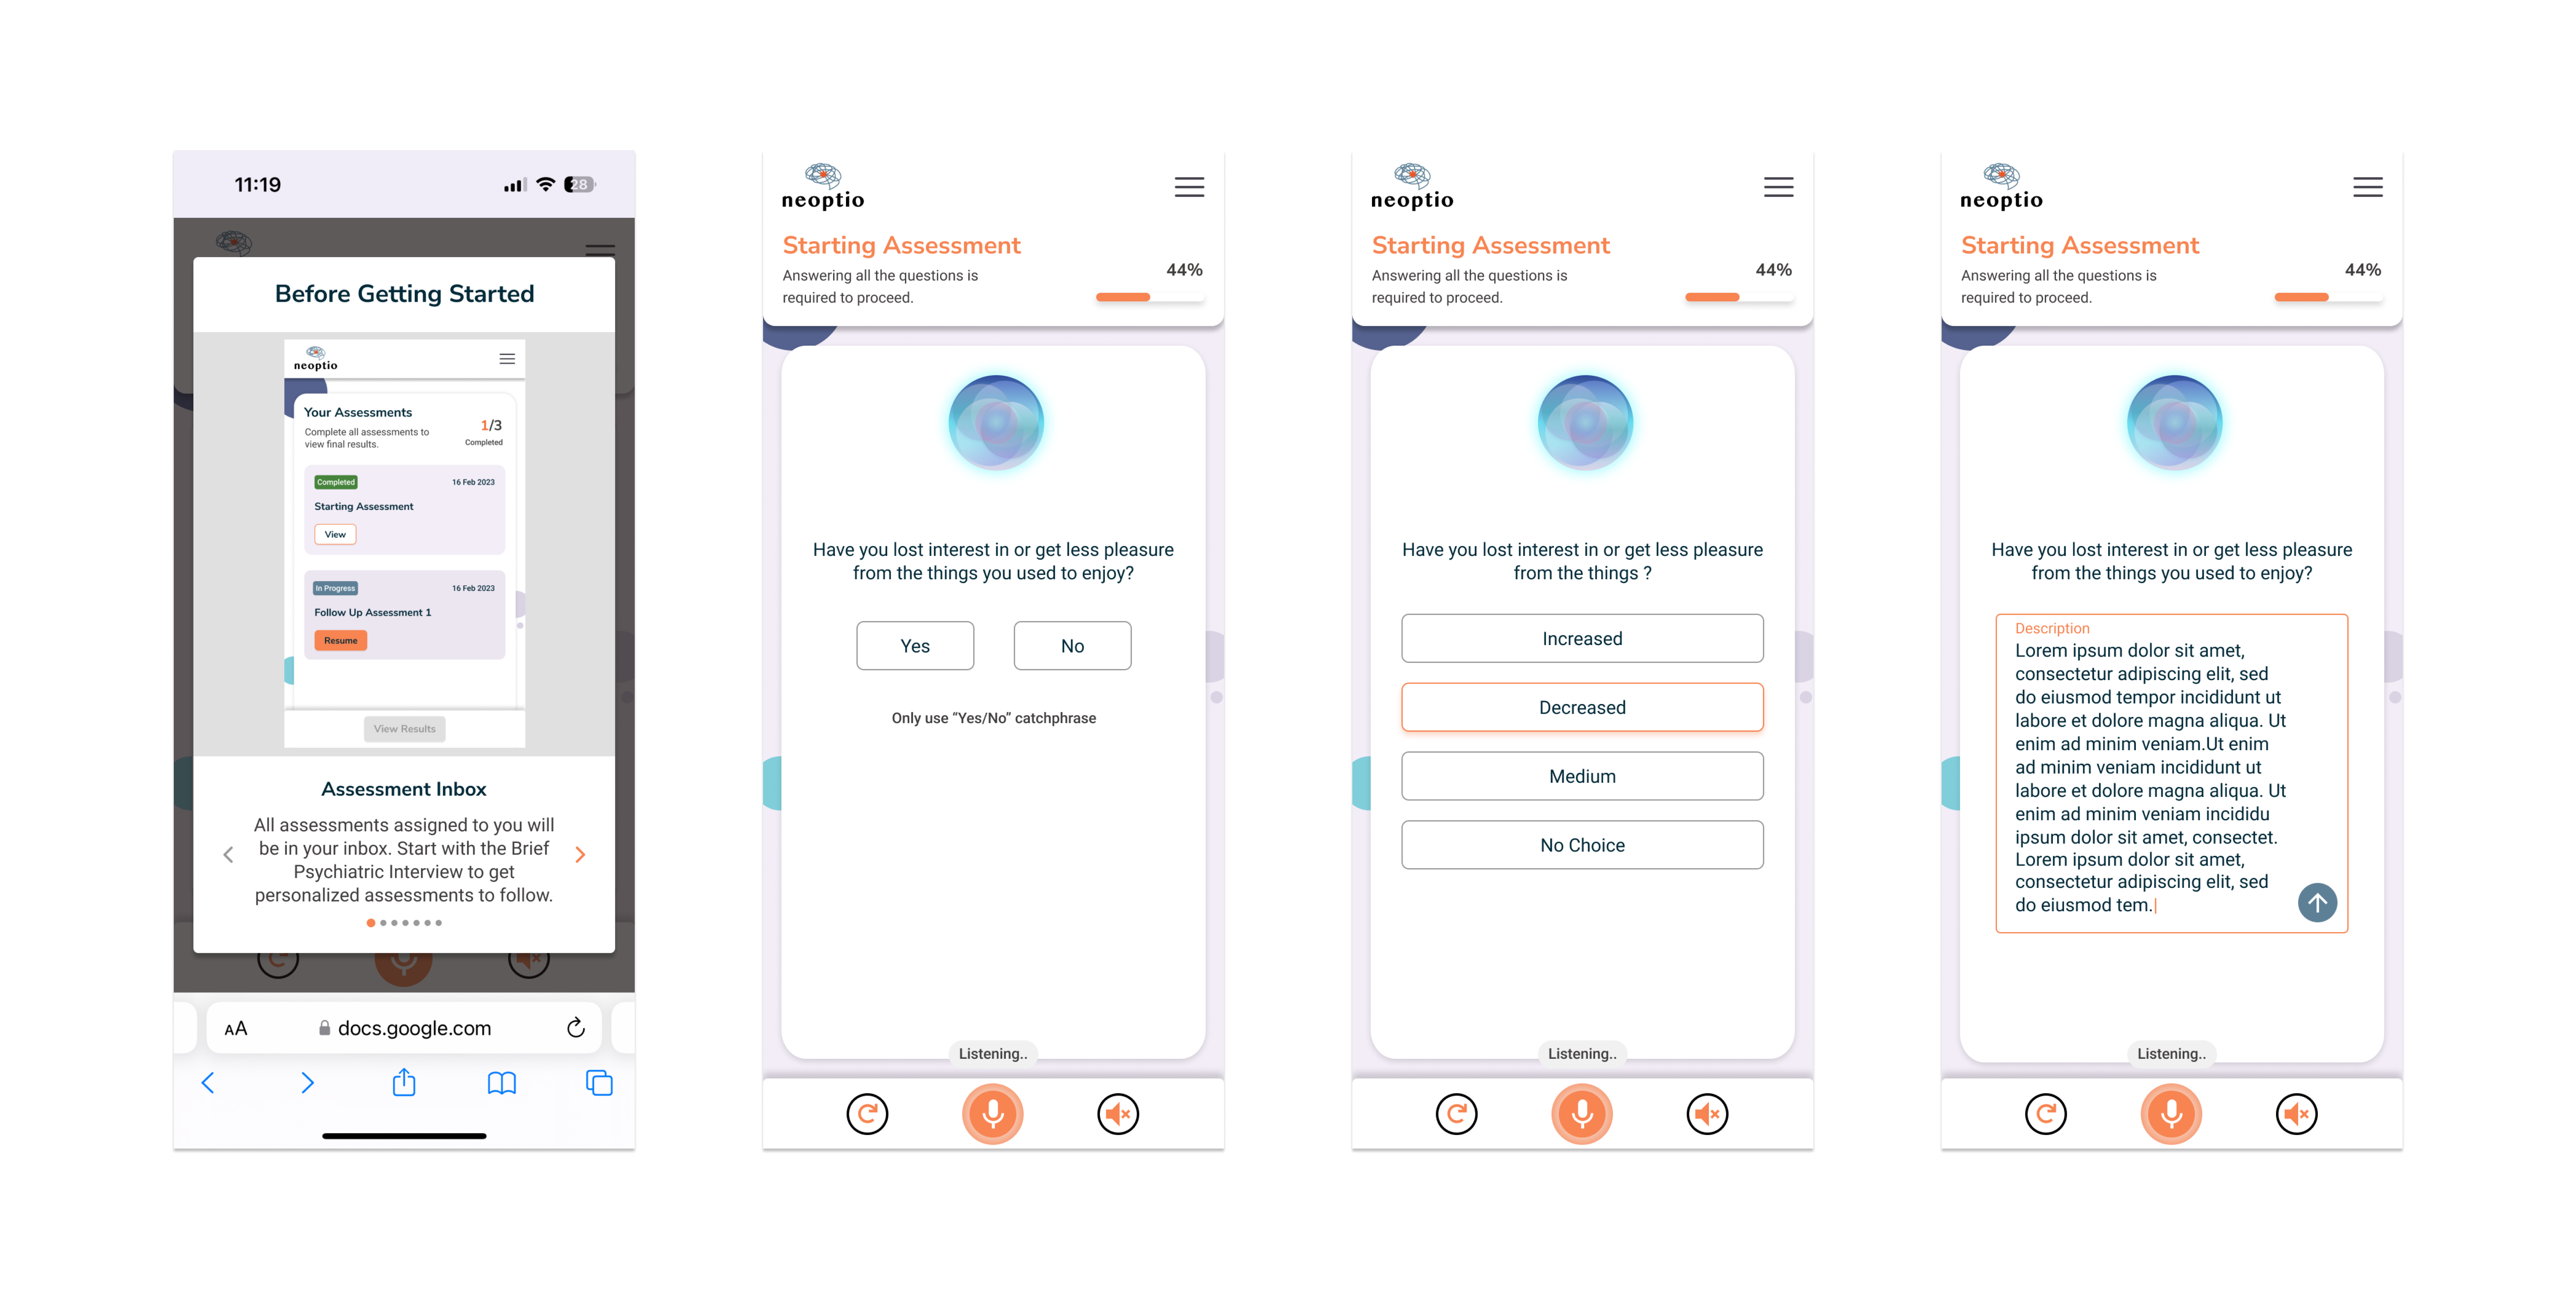 11:19
28
Before Getting Started
neoptio
Your Assessments
Complete all assessments to
view final results.
1/3
Completed
Completed
16 Feb 2023
Starting Assessment
View
In Progress
16 Feb 2023
Follow Up Assessment 1
Resume
View Results
Assessment Inbox
All assessments assigned to you will
be in your inbox. Start with the Brief
Psychiatric Interview to get
personalized assessments to follow.
AA
docs.google.com
neoptio
Starting Assessment
Answering all the questions is
required to proceed.
44%
Have you lost interest in or get less pleasure
from the things you used to enjoy?
Yes
No
Only use “Yes/No” catchphrase
Listening..
neoptio
Starting Assessment
Answering all the questions is
required to proceed.
44%
Have you lost interest in or get less pleasure
from the things ?
Increased
Decreased
Medium
No Choice
Listening..
neoptio
Starting Assessment
Answering all the questions is
required to proceed.
44%
Have you lost interest in or get less pleasure
from the things you used to enjoy?
Description
Lorem ipsum dolor sit amet,
consectetur adipiscing elit, sed
do eiusmod tempor incididunt ut
labore et dolore magna aliqua. Ut
enim ad minim veniam.Ut enim
ad minim veniam incididunt ut
labore et dolore magna aliqua. Ut
enim ad minim veniam incididu
ipsum dolor sit amet, consectet.
Lorem ipsum dolor sit amet,
consectetur adipiscing elit, sed
do eiusmod tem.
Listening..